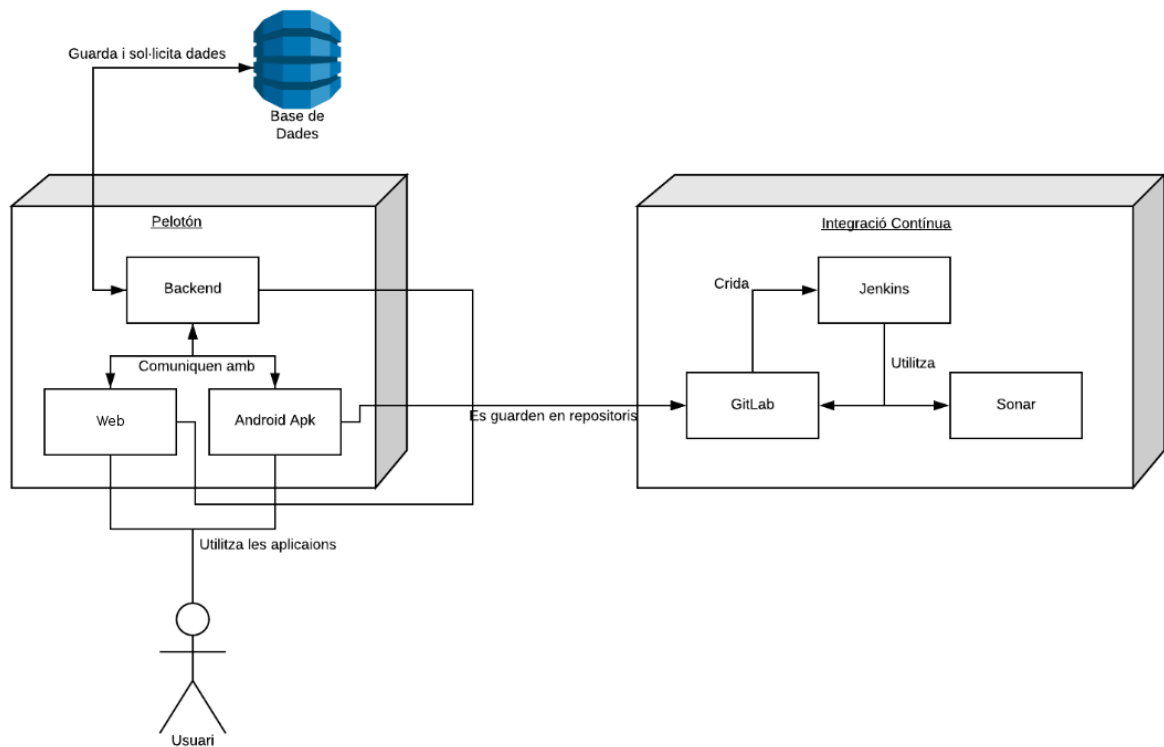 Guarda i sol·licita dades
Base de
Dades
Pelotón
Backend
Comuniquen amb
Web
Android Apk
Es guarden en repositoris
Utilitza les aplicaions
Usuari
Integració Contínua
Crida
Jenkins
Utilitza
GitLab
Sonar